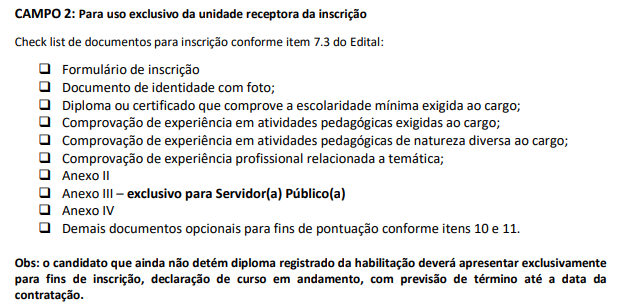 CAMPO 2: Para uso exclusivo da unidade receptora da inscrição
Check list de documentos para inscrição conforme item 7.3 do Edital:
❑ Formulário de inscrição
❑ Documento de identidade com foto;
❑ Diploma ou certificado que comprove a escolaridade mínima exigida ao cargo;
❑ Comprovação de experiência em atividades pedagógicas exigidas ao cargo;
❑ Comprovação de experiência em atividades pedagógicas de natureza diversa ao cargo;
❑ Comprovação de experiência profissional relacionada a temática;
❑ Anexo II
❑ Anexo III – exclusivo para Servidor(a) Público(a)
❑ Anexo IV
❑ Demais documentos opcionais para fins de pontuação conforme itens 10 e 11.
Obs: o candidato que ainda não detém diploma registrado da habilitação deverá apresentar exclusivamente
para fins de inscrição, declaração de curso em andamento, com previsão de término até a data da
contratação.